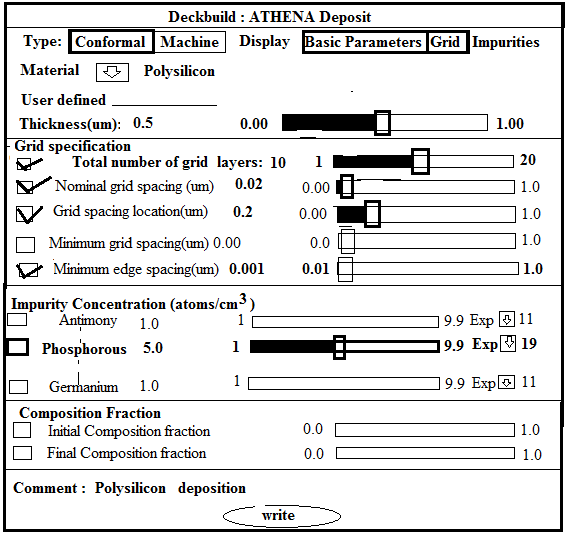 Deckbuild : ATHENA Deposit
Type: Conformal Machine Display Basic Parameters Grid Impurities
Material Polysilicon
User defined
Thickness(um): 0.5 0.00 1.00
Grid specification
Total number of grid layers: 10 1 20
Nominal grid spacing (um) 0.02 0.00 1.0
Grid spacing location(um) 0.2 0.00 1.0
Minimum grid spacing(um) 0.00 0.0 1.0
Minimum edge spacing(um) 0.001 0.01 1.0
Impurity Concentration (atoms/cm3 )
Antimony 1.0 1 9.9 Exp 11
Phosphorous 5.0 1 9.9 Exp 19
Germanium 1.0 1 9.9 Exp 11
Composition Fraction
Initial Composition fraction 0.0 1.0
Final Composition fraction 0.0 1.0
Comment : Polysilicon deposition
write